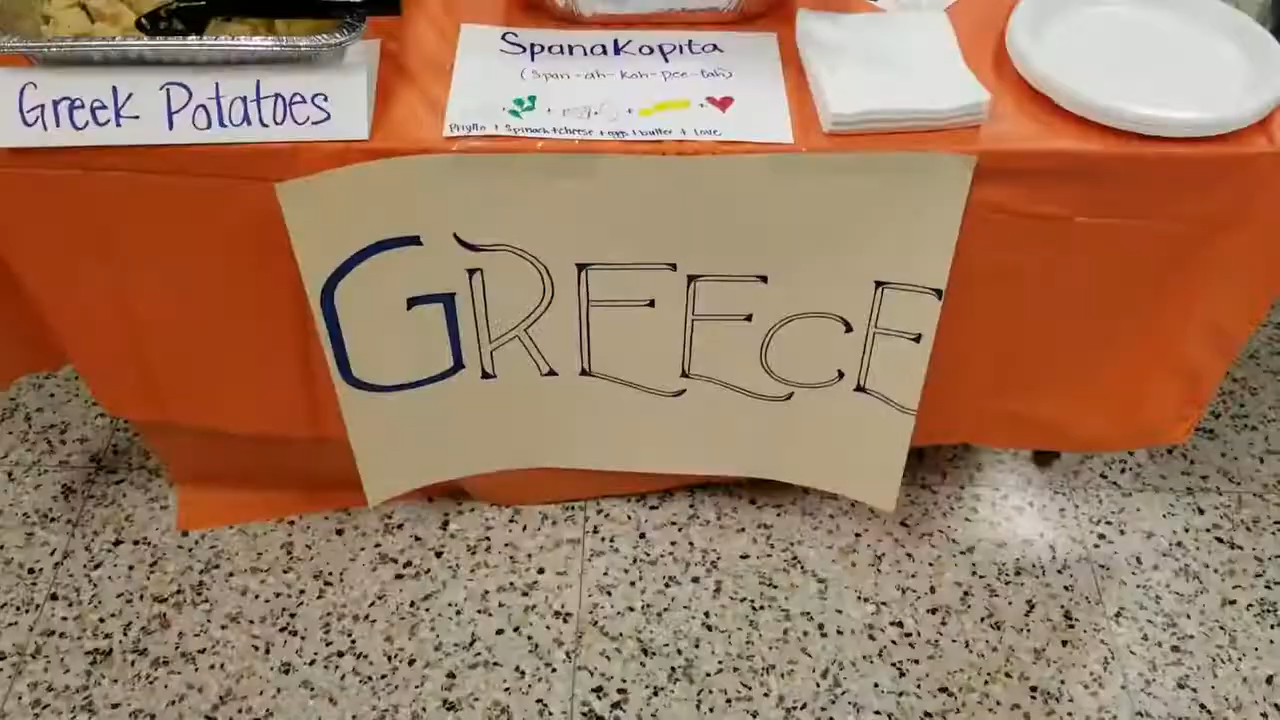 Greek Potatoes
SpanaKopita
(Span-ah-Koh-pee-tah)
+ + + +
Phyllo + Spinach + cheese + eggs + butter + Love
GREEcE